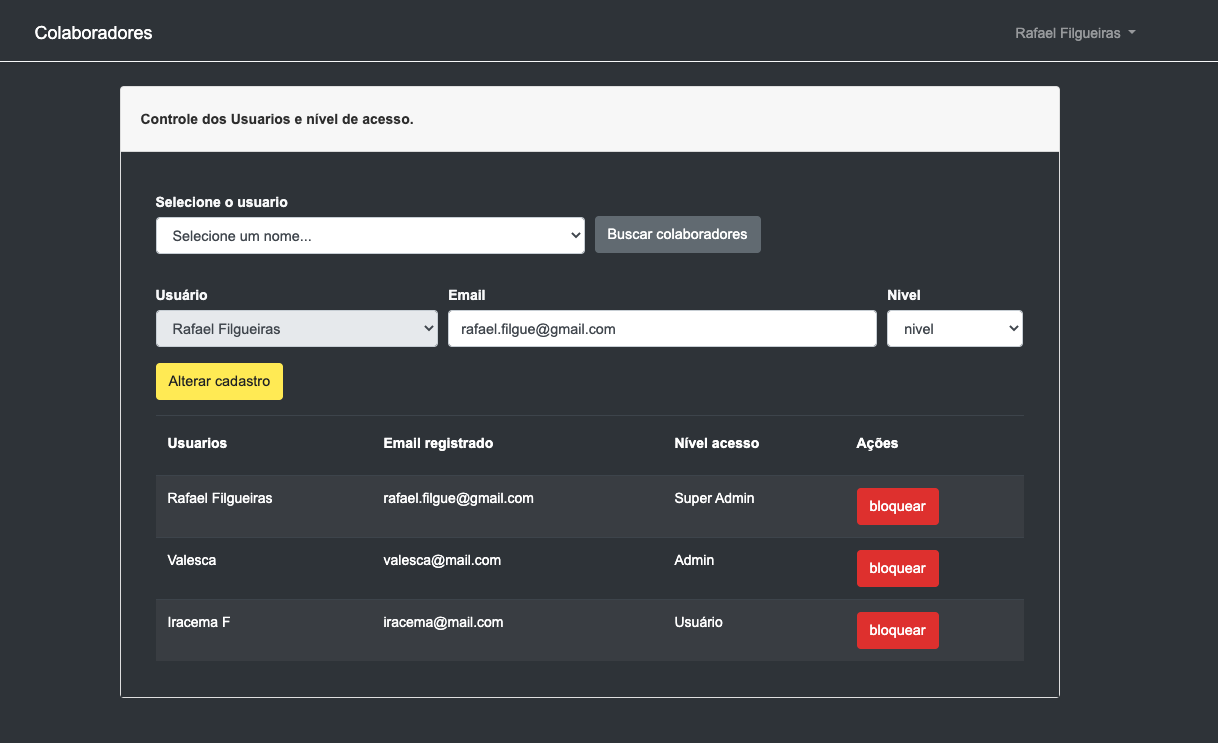 Colaboradores
Rafael Filgueiras
Controle dos Usuarios e nível de acesso.
Selecione o usuario
Selecione um nome... Buscar colaboradores
Usuário Email Nivel
Rafael Filgueiras rafael.filgue@gmail.com nivel
Alterar cadastro
Usuarios Email registrado Nível acesso Ações
Rafael Filgueiras rafael.filgue@gmail.com Super Admin bloquear
Valesca valesca@mail.com Admin bloquear
Iracema F iracema@mail.com Usuário bloquear